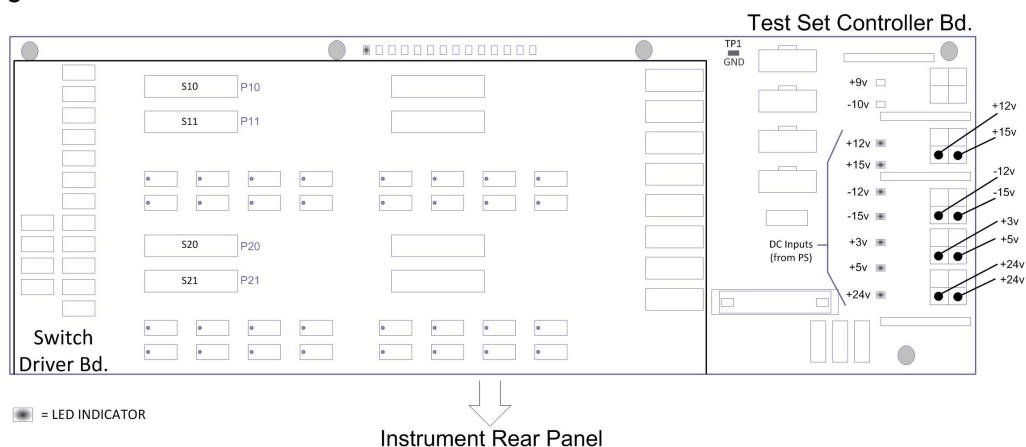 Test Set Controller Bd.
TP1
GND
S10 P10
S11 P11
S20 P20
S21 P21
+9v
-10v
+12v
+15v
-12v
-15v
+3v
+5v
+24v
DC Inputs
(from PS)
+12v
+15v
-12v
-15v
+3v
+5v
+24v
+24v
Switch
Driver Bd.
= LED INDICATOR
Instrument Rear Panel